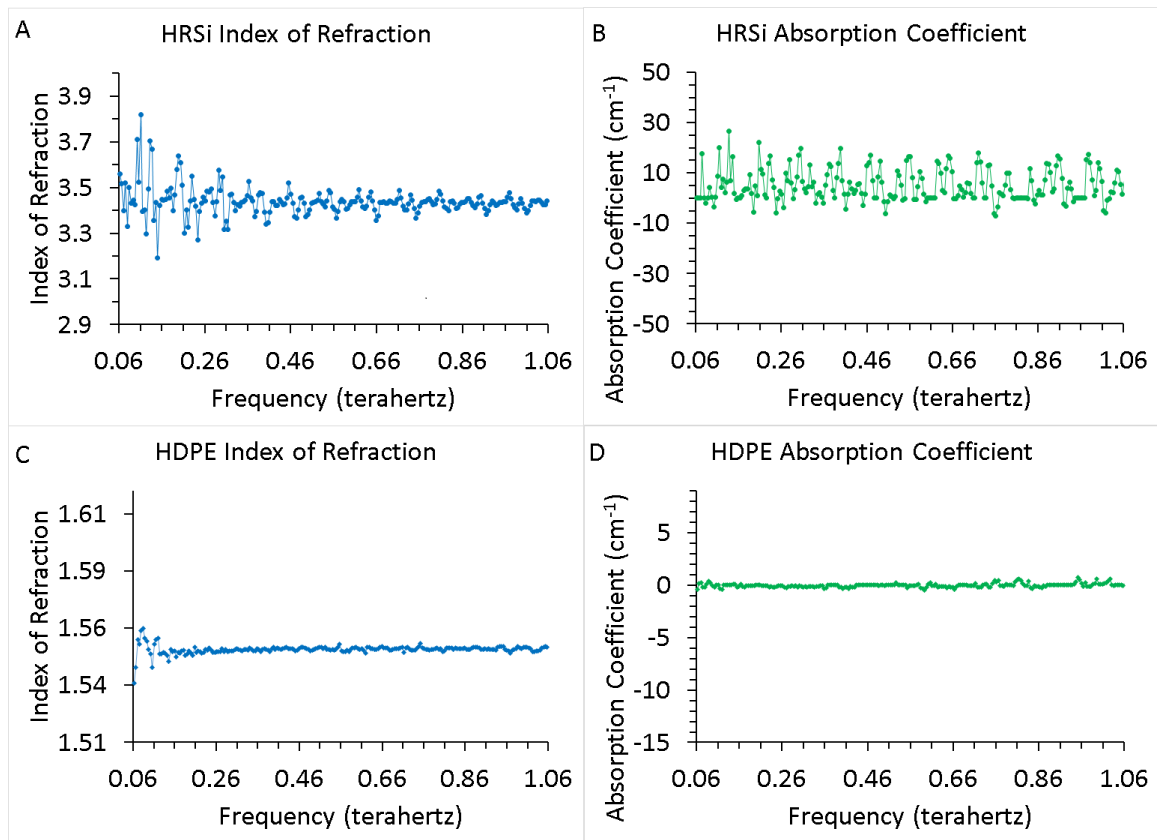 A
HRSi Index of Refraction
Index of Refraction
3.9
3.7
3.5
3.3
3.1
2.9
0.06 0.26 0.46 0.66 0.86 1.06
Frequency (terahertz)
B
HRSi Absorption Coefficient
Absorption Coefficient (cm⁻¹)
50
30
10
-10
-30
-50
0.06 0.26 0.46 0.66 0.86 1.06
Frequency (terahertz)
C
HDPE Index of Refraction
Index of Refraction
1.61
1.59
1.56
1.54
1.51
0.06 0.26 0.46 0.66 0.86 1.06
Frequency (terahertz)
D
HDPE Absorption Coefficient
Absorption Coefficient (cm⁻¹)
5
0
-5
-10
-15
0.06 0.26 0.46 0.66 0.86 1.06
Frequency (terahertz)